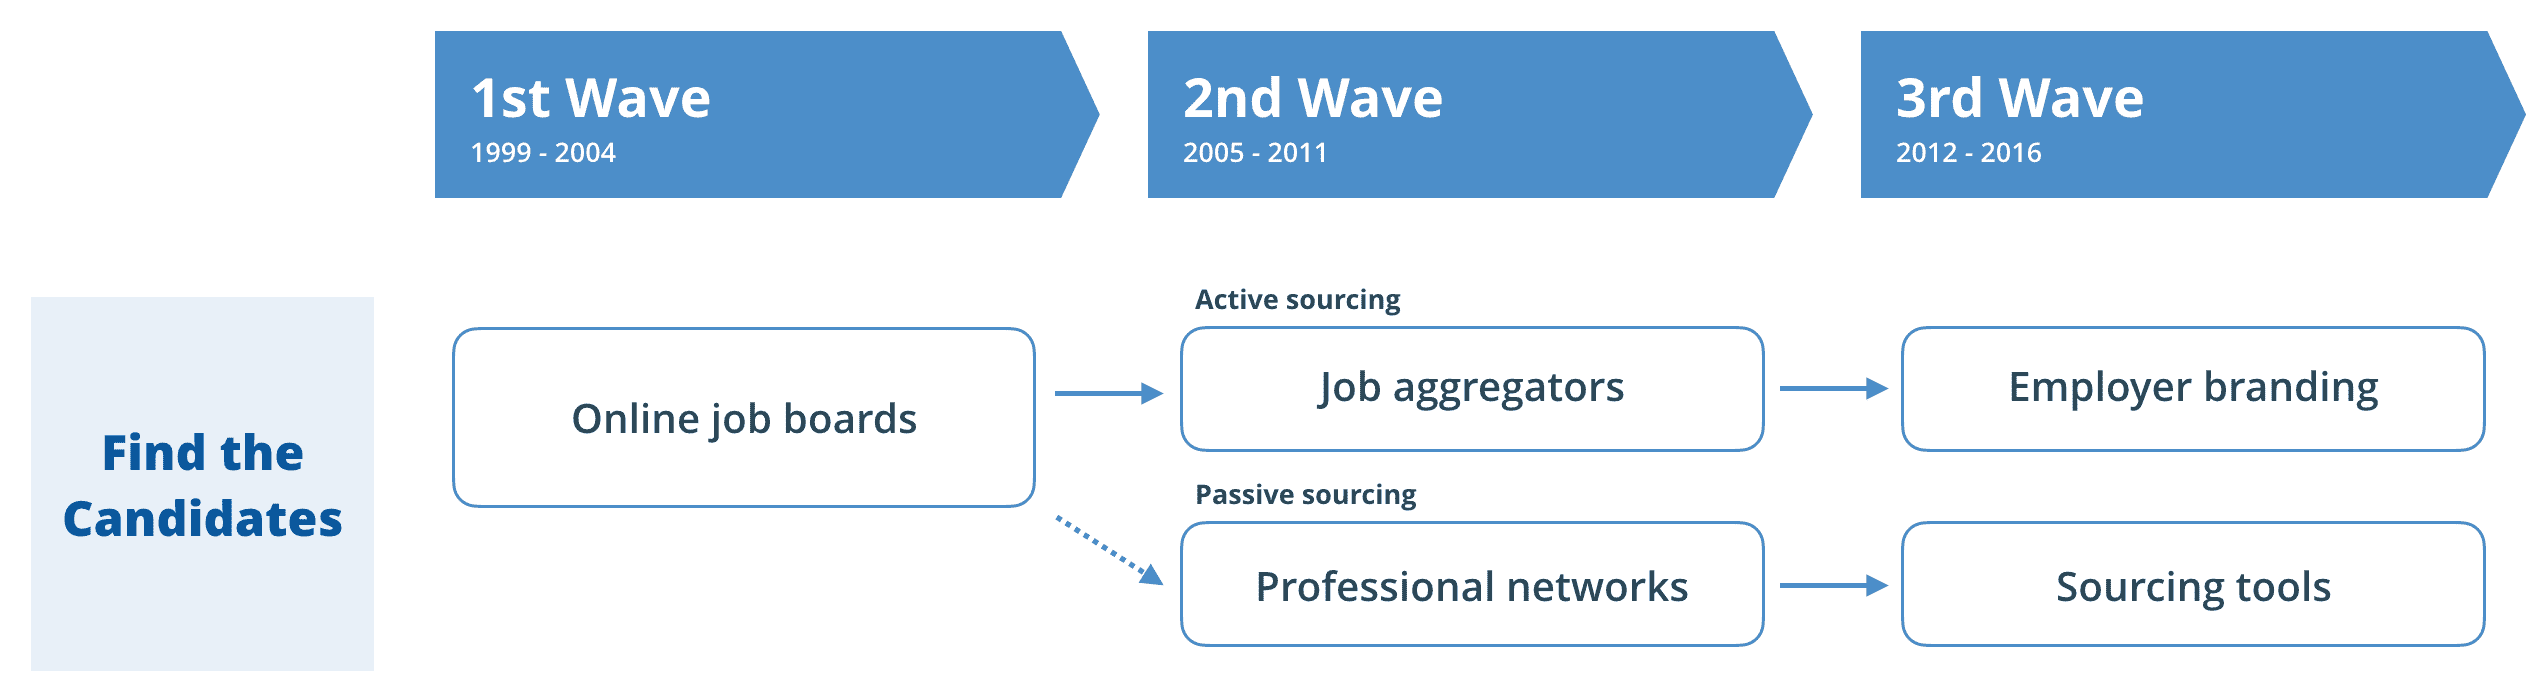 1st Wave
1999 - 2004
2nd Wave
2005 - 2011
3rd Wave
2012 - 2016
Find the
Candidates
Online job boards
Active sourcing
Job aggregators
Employer branding
Passive sourcing
Professional networks
Sourcing tools